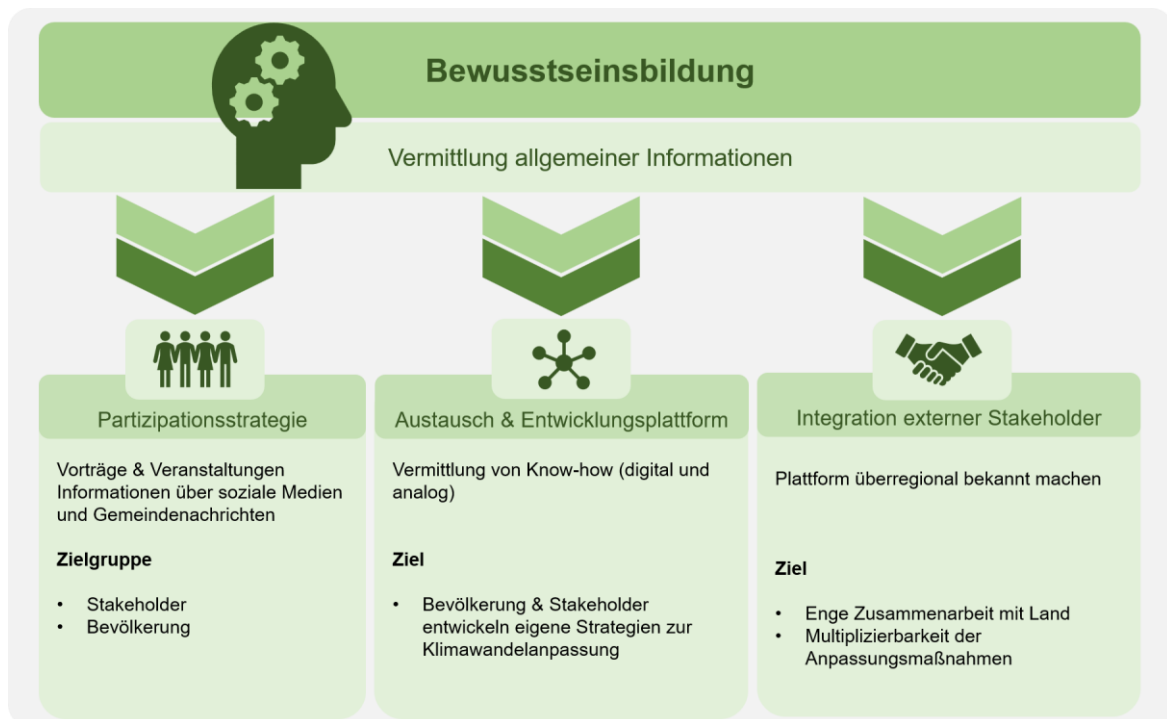 Bewusstseinsbildung
Vermittlung allgemeiner Informationen
Partizipationsstrategie
Vorträge & Veranstaltungen
Informationen über soziale Medien
und Gemeindenachrichten
Zielgruppe
• Stakeholder
• Bevölkerung
Austausch & Entwicklungsplattform
Vermittlung von Know-how (digital und
analog)
Ziel
• Bevölkerung & Stakeholder
entwickeln eigene Strategien zur
Klimawandelanpassung
Integration externer Stakeholder
Plattform überregional bekannt machen
Ziel
• Enge Zusammenarbeit mit Land
• Multiplizierbarkeit der
Anpassungsmaßnahmen